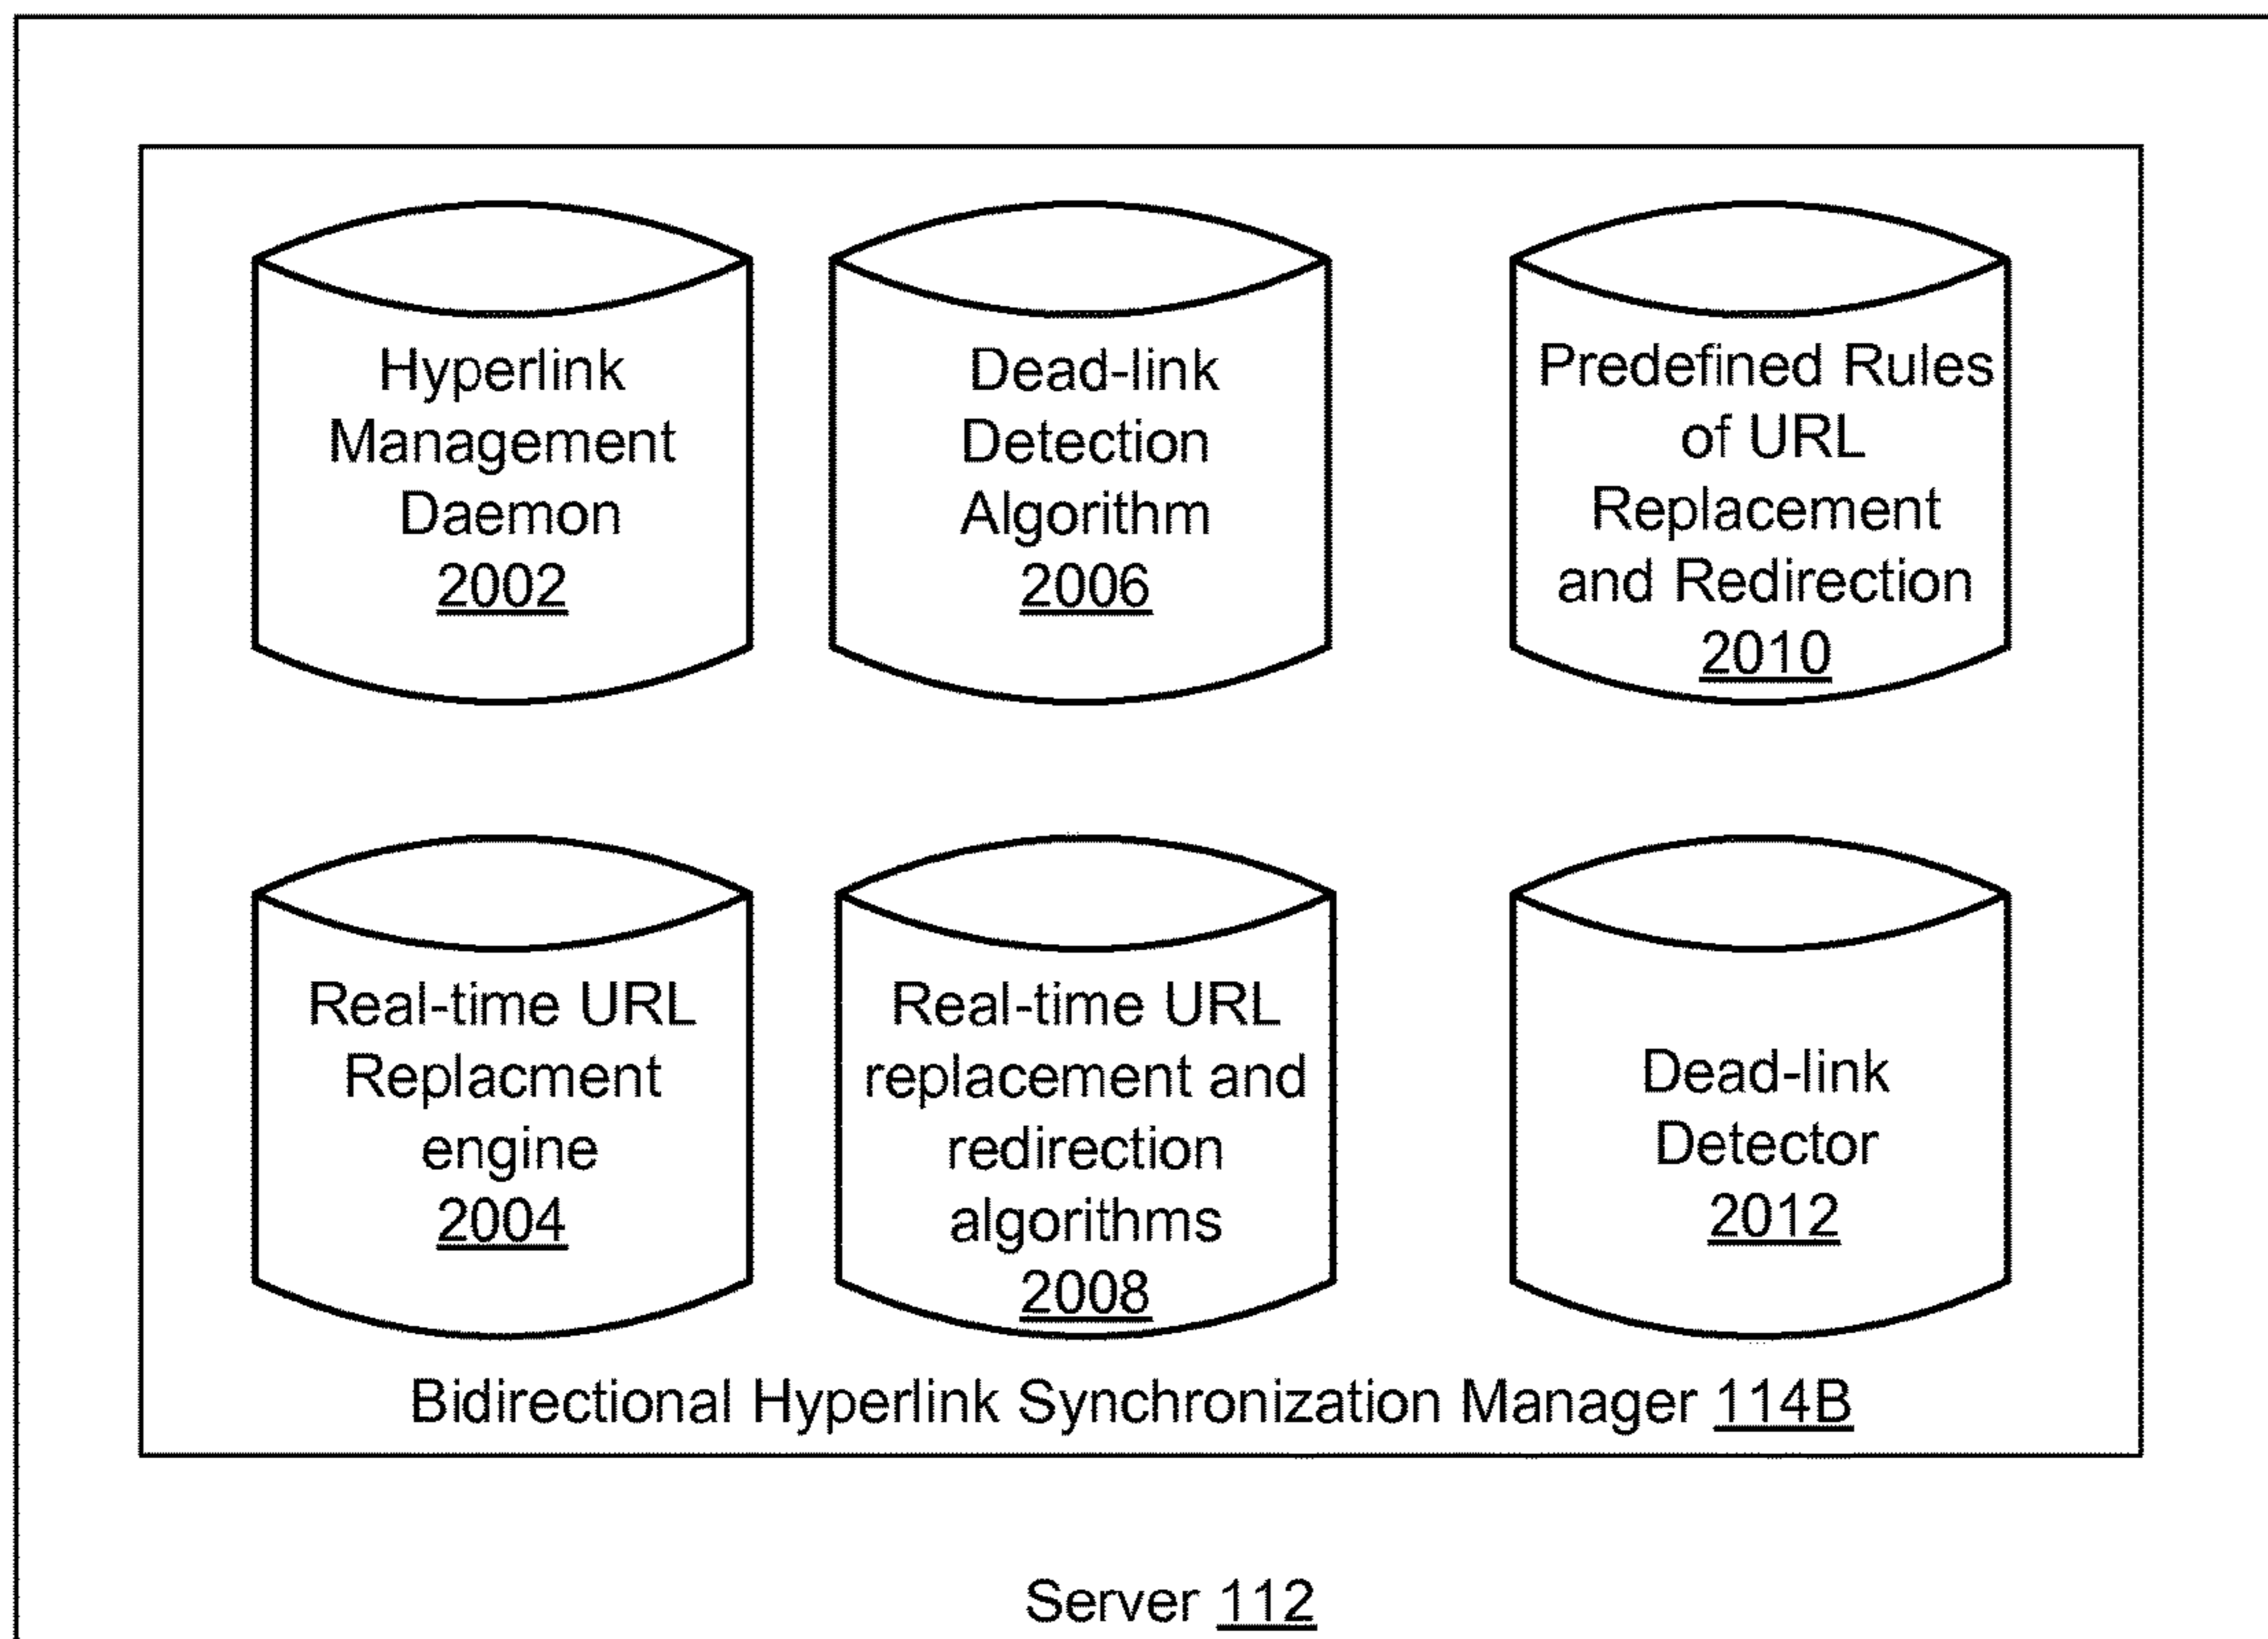 Hyperlink
Management
Daemon
2002
Dead-link
Detection
Algorithm
2006
Predefined Rules
of URL
Replacement
and Redirection
2010
Real-time URL
Replacment
engine
2004
Real-time URL
replacement and
redirection
algorithms
2008
Dead-link
Detector
2012
Bidirectional Hyperlink Synchronization Manager 114B
Server 112